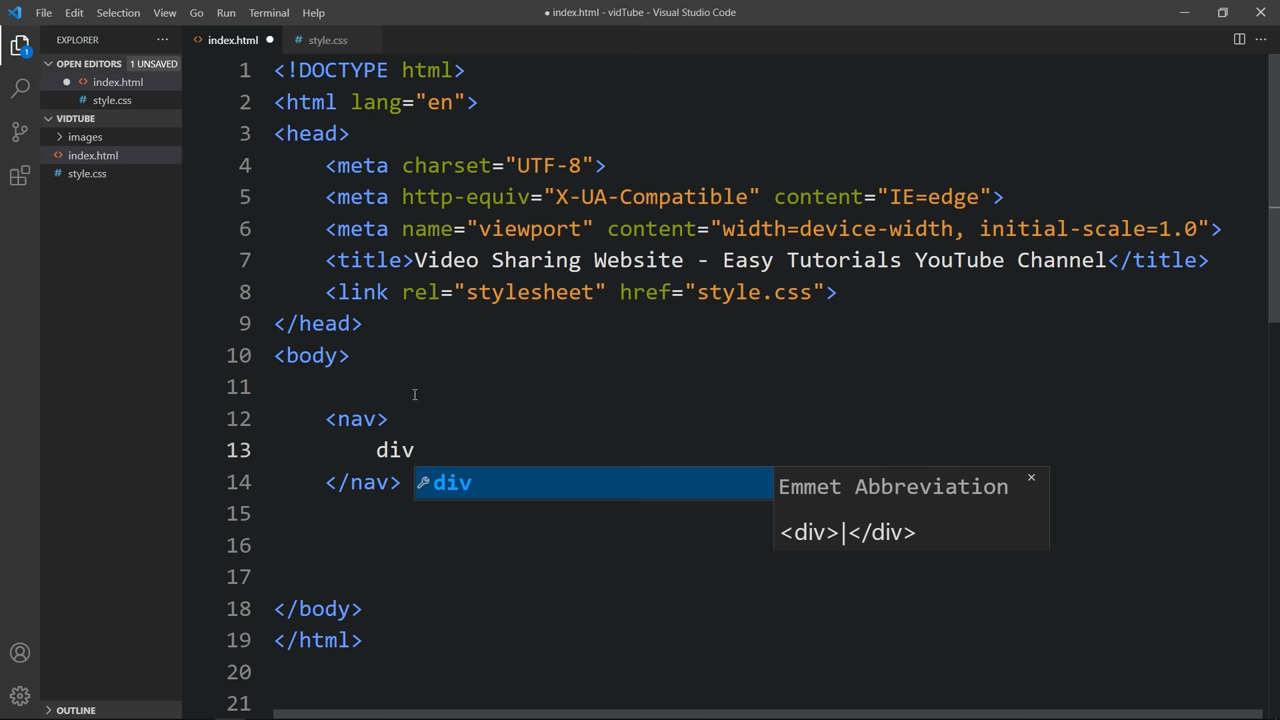 File Edit Selection View Go Run Terminal Help
● index.html - vidTube - Visual Studio Code
EXPLORER
OPEN EDITORS 1 UNSAVED
index.html
style.css
VIDTUBE
images
index.html
style.css
OUTLINE
index.html
style.css
1 <!DOCTYPE html>
2 <html lang="en">
3 <head>
4 <meta charset="UTF-8">
5 <meta http-equiv="X-UA-Compatible" content="IE=edge">
6 <meta name="viewport" content="width=device-width, initial-scale=1.0">
7 <title>Video Sharing Website - Easy Tutorials YouTube Channel</title>
8 <link rel="stylesheet" href="style.css">
9 </head>
10 <body>
11
12 <nav>
13 div
14 </nav>
div
Emmet Abbreviation
<div>|</div>
15
16
17
18 </body>
19 </html>
20
21
1